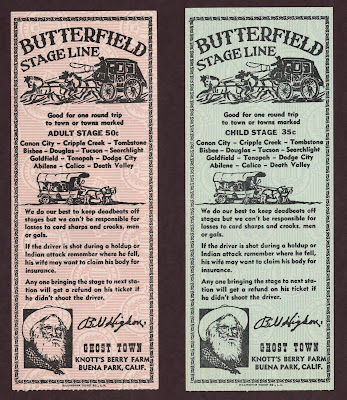 BUTTERFIELD
STAGE LINE
Good for one round trip
to town or towns marked
ADULT STAGE 50c
Canon City - Cripple Creek - Tombstone
Bisbee - Douglas - Tucson - Searchlight
Goldfield - Tonopah - Dodge City
Abilene - Calico - Death Valley
We do our best to keep deadbeats off
stages but we can't be responsible for
losses to card sharps and crooks, men
or gals.
If the driver is shot during a holdup or
Indian attack remember where he fell,
his wife may want to claim his body for
insurance.
Any one bringing the stage to next sta-
tion will get a refund on his ticket if
he didn't shoot the driver.
GHOST TOWN
KNOTT'S BERRY FARM
BUENA PARK, CALIF.
BUTTERFIELD
STAGE LINE
Good for one round trip
to town or towns marked
CHILD STAGE 35c
Canon City - Cripple Creek - Tombstone
Bisbee - Douglas - Tucson - Searchlight
Goldfield - Tonopah - Dodge City
Abilene - Calico - Death Valley
We do our best to keep deadbeats off
stages but we can't be responsible for
losses to card sharps and crooks, men
or gals.
If the driver is shot during a holdup or
Indian attack remember where he fell,
his wife may want to claim his body for
insurance.
Any one bringing the stage to next sta-
tion will get a refund on his ticket if
he didn't shoot the driver.
GHOST TOWN
KNOTT'S BERRY FARM
BUENA PARK, CALIF.